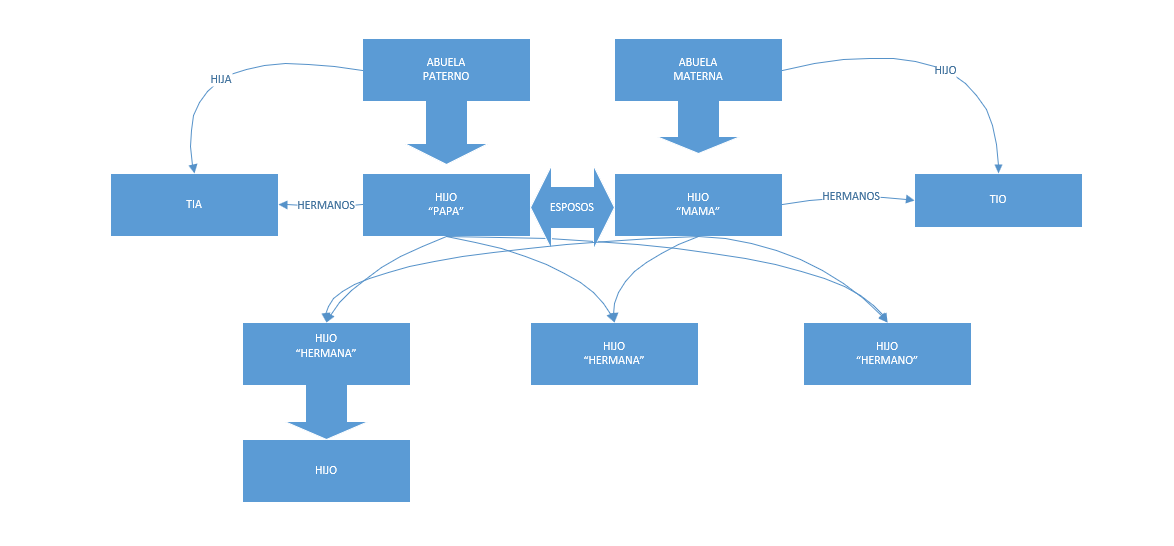 ABUELA
PATERNO
ABUELA
MATERNA
HIJA
HIJO
TIA
HERMANOS
HIJO
“PAPA”
ESPOSOS
HIJO
“MAMA”
HERMANOS
TIO
HIJO
“HERMANA”
HIJO
“HERMANA”
HIJO
“HERMANO”
HIJO